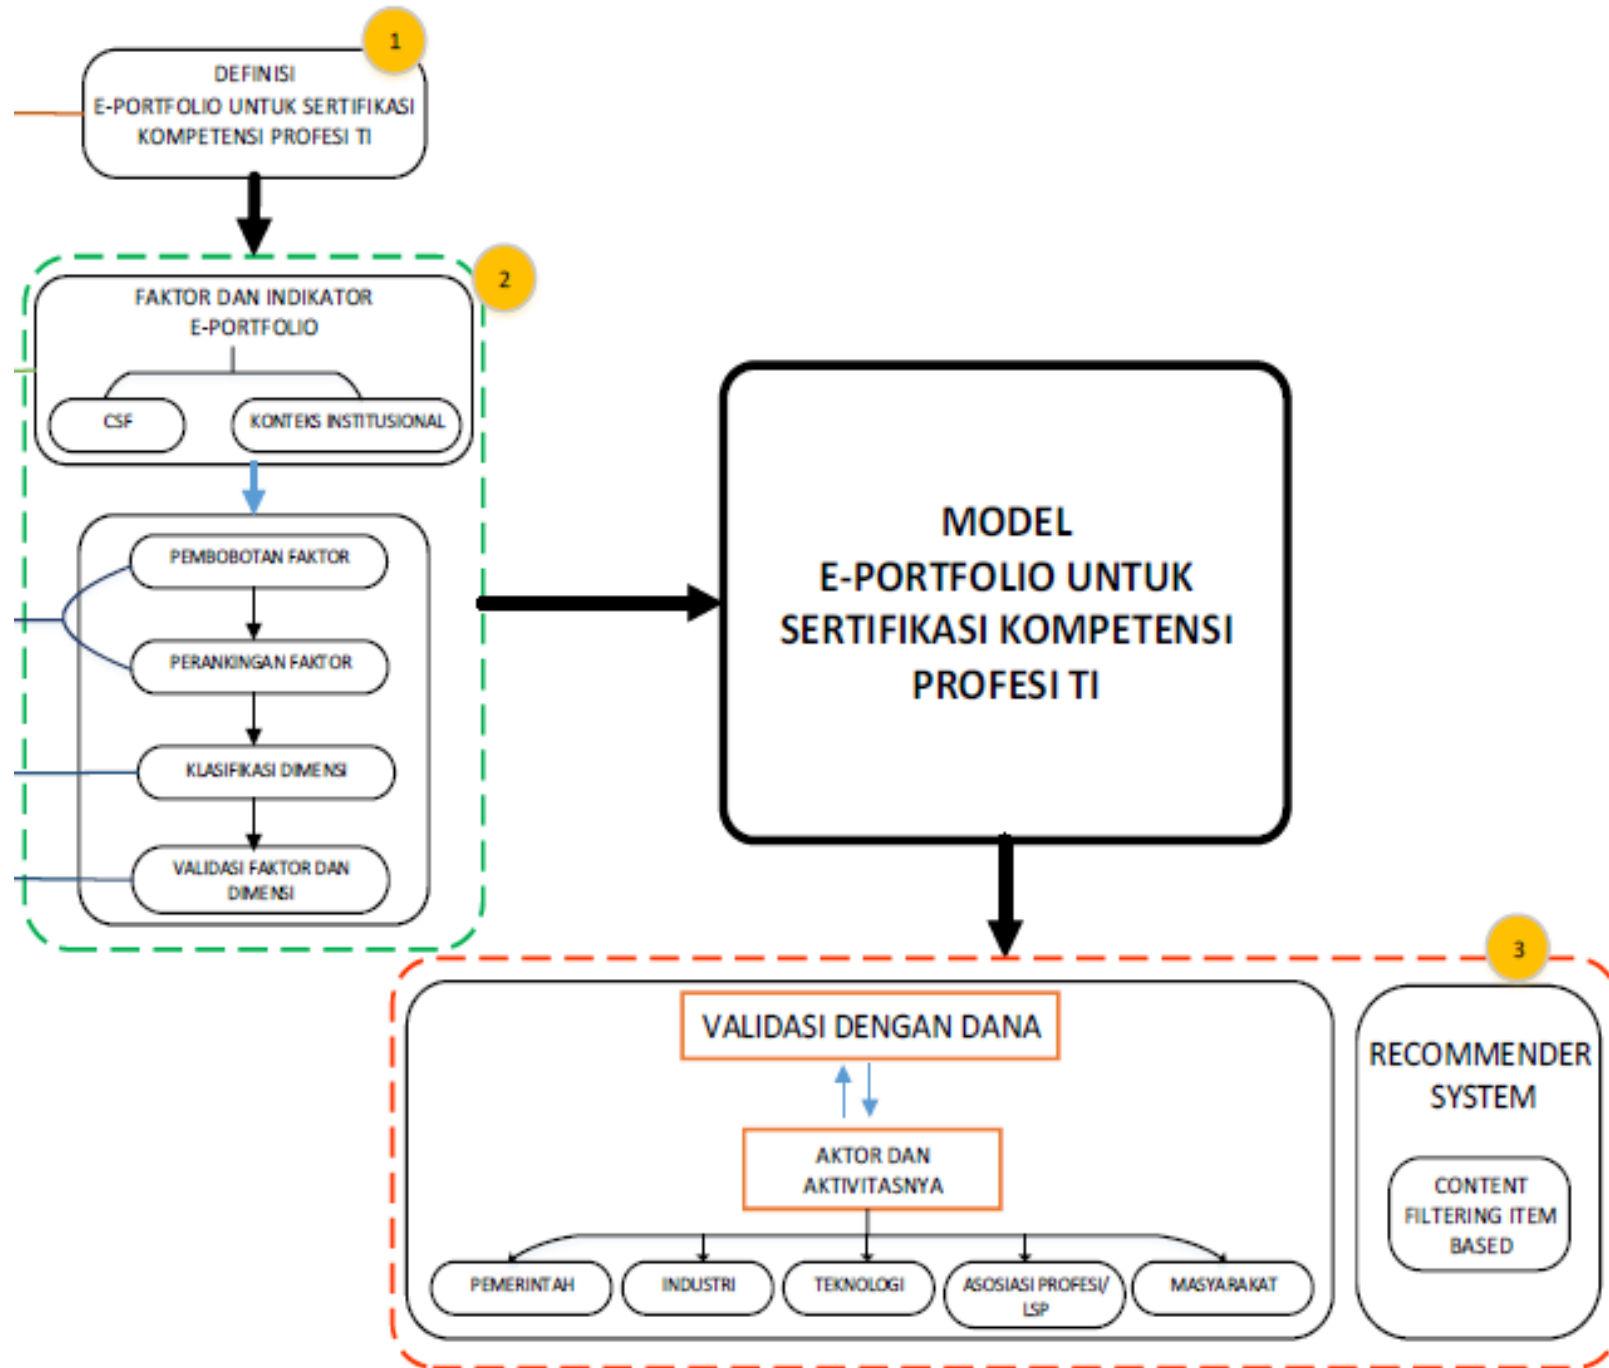 1
DEFINISI
E-PORTFOLIO UNTUK SERTIFIKASI
KOMPETENSI PROFESI TI
2
FAKTOR DAN INDIKATOR
E-PORTFOLIO
CSF
KONTEKS INSTITUSIONAL
PEMBOBOTAN FAKTOR
PERANKINGAN FAKTOR
KLASIFIKASI DIMENSI
VALIDASI FAKTOR DAN
DIMENSI
MODEL
E-PORTFOLIO UNTUK
SERTIFIKASI KOMPETENSI
PROFESI TI
3
VALIDASI DENGAN DANA
AKTOR DAN
AKTIVITASNYA
PEMERINTAH
INDUSTRI
TEKNOLOGI
ASOSIASI PROFESI/
LSP
MASYARAKAT
RECOMMENDER
SYSTEM
CONTENT
FILTERING ITEM
BASED